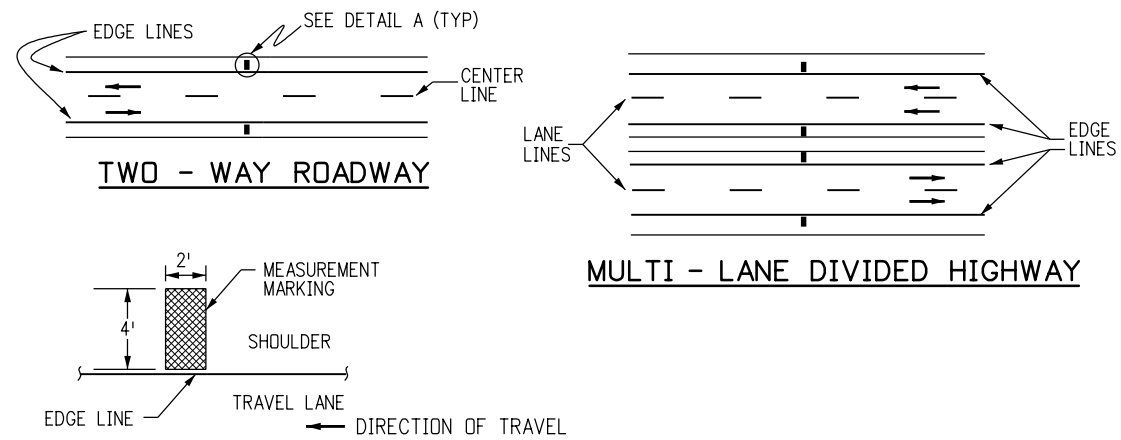 EDGE LINES
SEE DETAIL A (TYP)
CENTER
LINE
TWO - WAY ROADWAY
LANE
LINES
EDGE
LINES
MULTI - LANE DIVIDED HIGHWAY
2'
MEASUREMENT
MARKING
4'
SHOULDER
EDGE LINE
TRAVEL LANE
DIRECTION OF TRAVEL